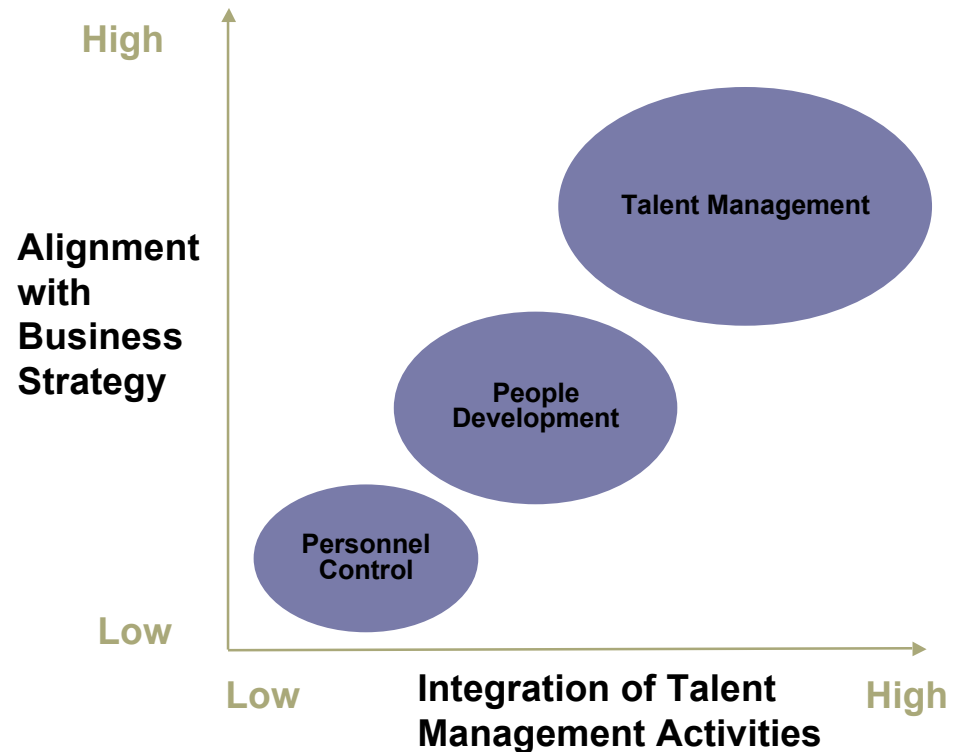 High
Talent Management
Alignment
with
Business
Strategy
People
Development
Personnel
Control
Low
Low
Integration of Talent
Management Activities
High